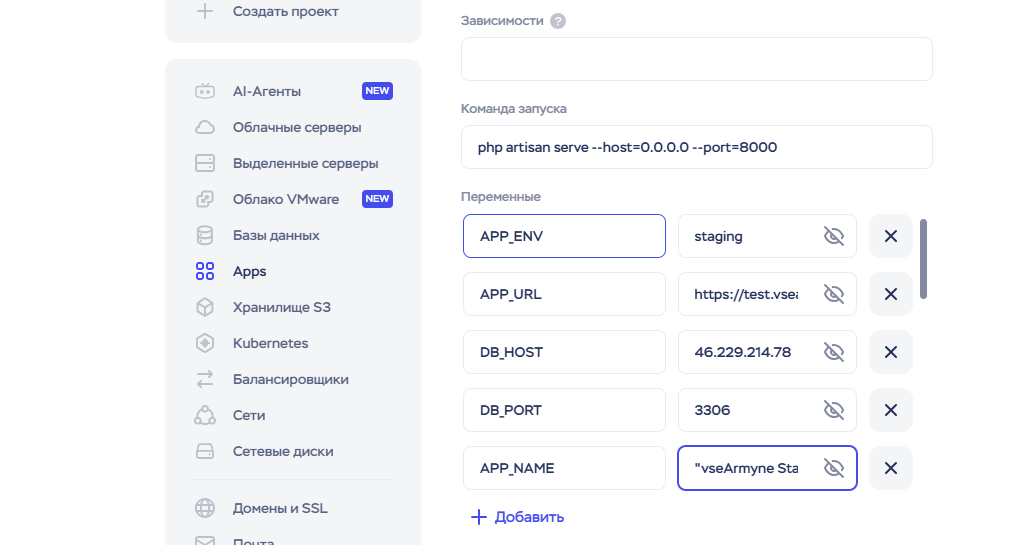 Создать проект
AI-Агенты NEW
Облачные серверы
Выделенные серверы
Облако VMware NEW
Базы данных
Apps
Хранилище S3
Kubernetes
Балансировщики
Сети
Сетевые диски
Домены и SSL
Почта
Зависимости ?
Команда запуска
php artisan serve --host=0.0.0.0 --port=8000
Переменные
APP_ENV staging
APP_URL https://test.vsea
DB_HOST 46.229.214.78
DB_PORT 3306
APP_NAME "vseArmyne Sta
Добавить